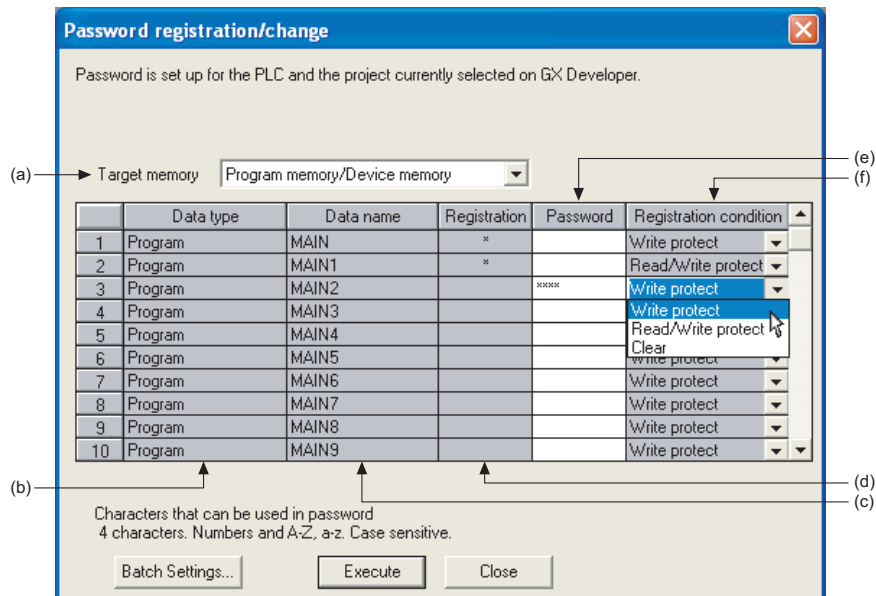 Password registration/change
Password is set up for the PLC and the project currently selected on GX Developer.
(e)
(a) Target memory Program memory/Device memory (f)
Data type Data name Registration Password Registration condition
1 Program MAIN * Write protect
2 Program MAIN1 * Read/Write protect
3 Program MAIN2 **** Write protect
4 Program MAIN3 Write protect
Read/Write protect
5 Program MAIN4 Clear
6 Program MAIN5 Write protect
7 Program MAIN6 Write protect
8 Program MAIN7 Write protect
9 Program MAIN8 Write protect
10 Program MAIN9 Write protect
(b) (d)
(c)
Characters that can be used in password
4 characters. Numbers and A-Z, a-z. Case sensitive.
Batch Settings... Execute Close